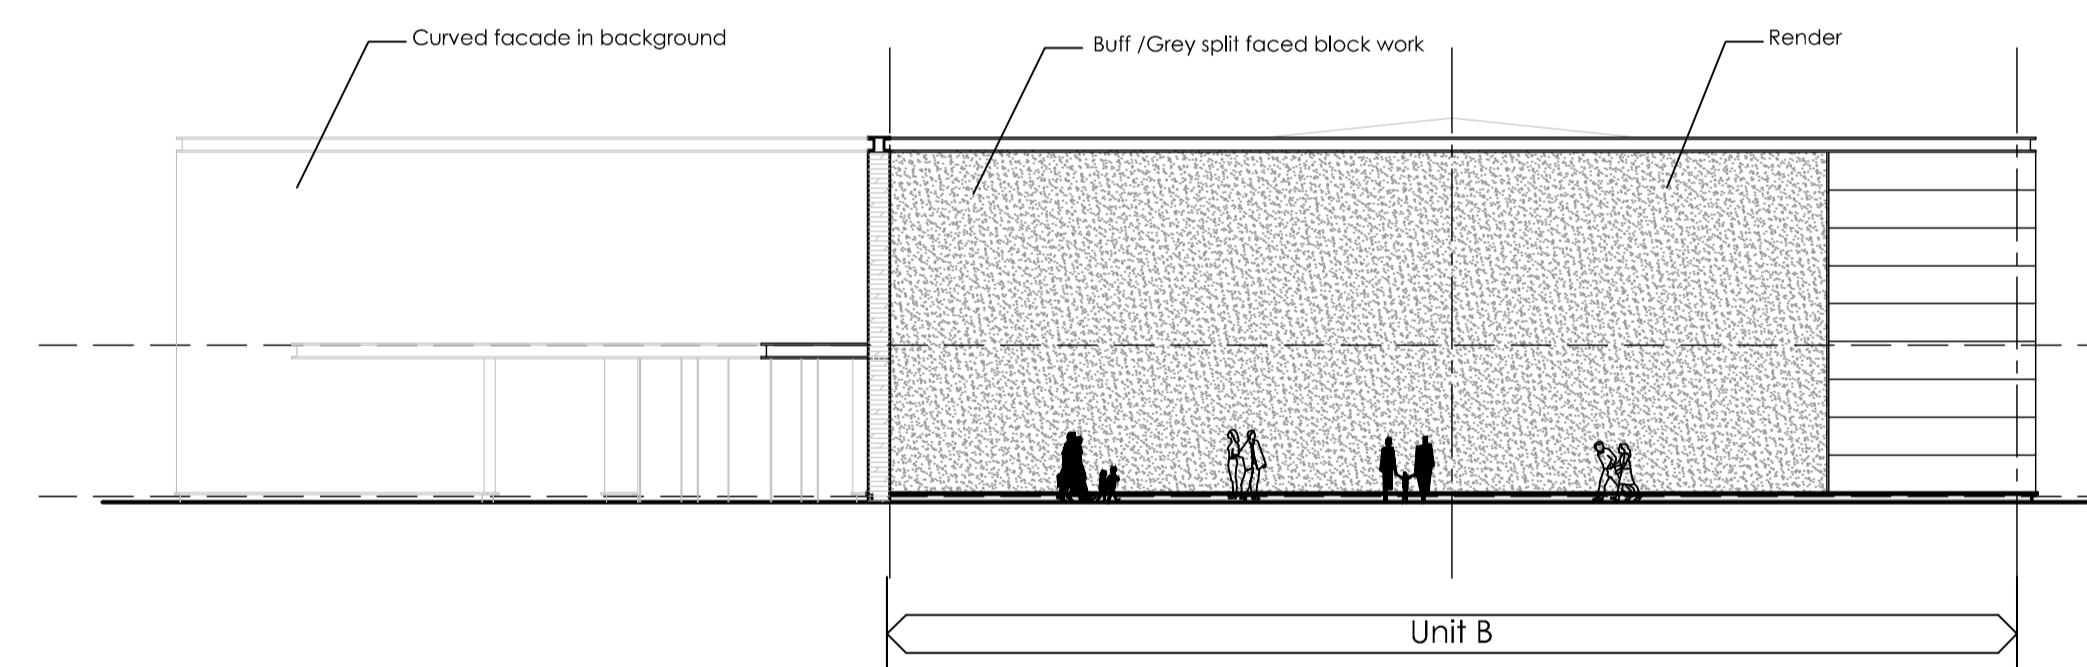 Curved facade in background
Buff /Grey split faced block work
Render
Unit B